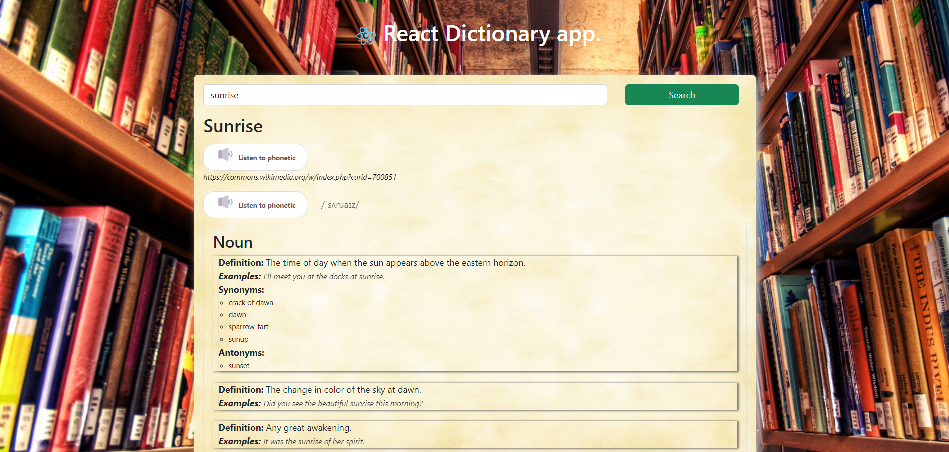 React Dictionary app.
sunrise
Search
Sunrise
Listen to phonetic
https://commons.wikimedia.org/w/index.php?curid=700851
Listen to phonetic
Noun
Definition: The time of day when the sun appears above the eastern horizon.
Examples: I'll meet you at the docks at sunrise.
Synonyms:
crack of dawn
dawn
sparrow-fart
sunup
Antonyms:
sunset
Definition: The change in color of the sky at dawn.
Examples: Did you see the beautiful sunrise this morning?
Definition: Any great awakening.
Examples: It was the sunrise of her spirit.